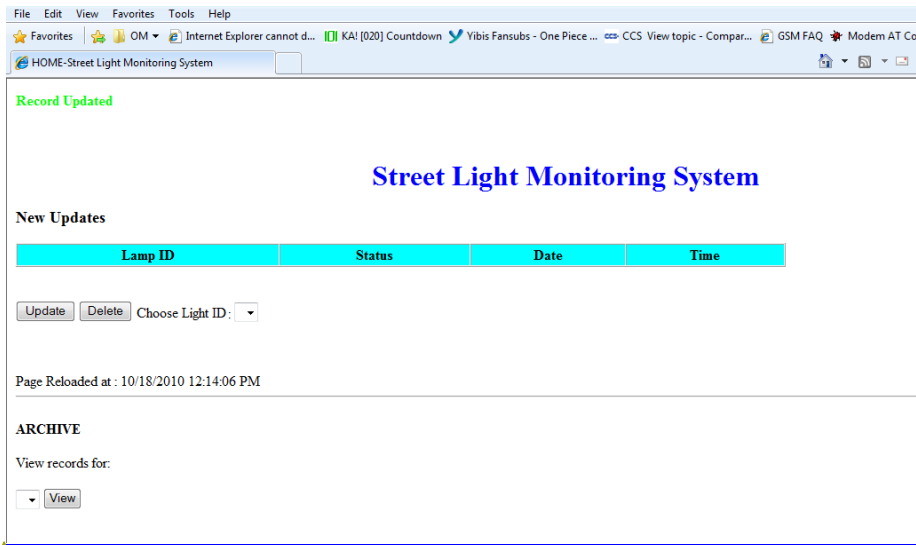 File Edit View Favorites Tools Help
Favorites OM Internet Explorer cannot d... KA! [020] Countdown Yibis Fansubs - One Piece ... CCS View topic - Compar... GSM FAQ Modem AT Co
HOME-Street Light Monitoring System
Record Updated
Street Light Monitoring System
New Updates
Lamp ID Status Date Time
Update Delete Choose Light ID :
Page Reloaded at : 10/18/2010 12:14:06 PM
ARCHIVE
View records for:
View